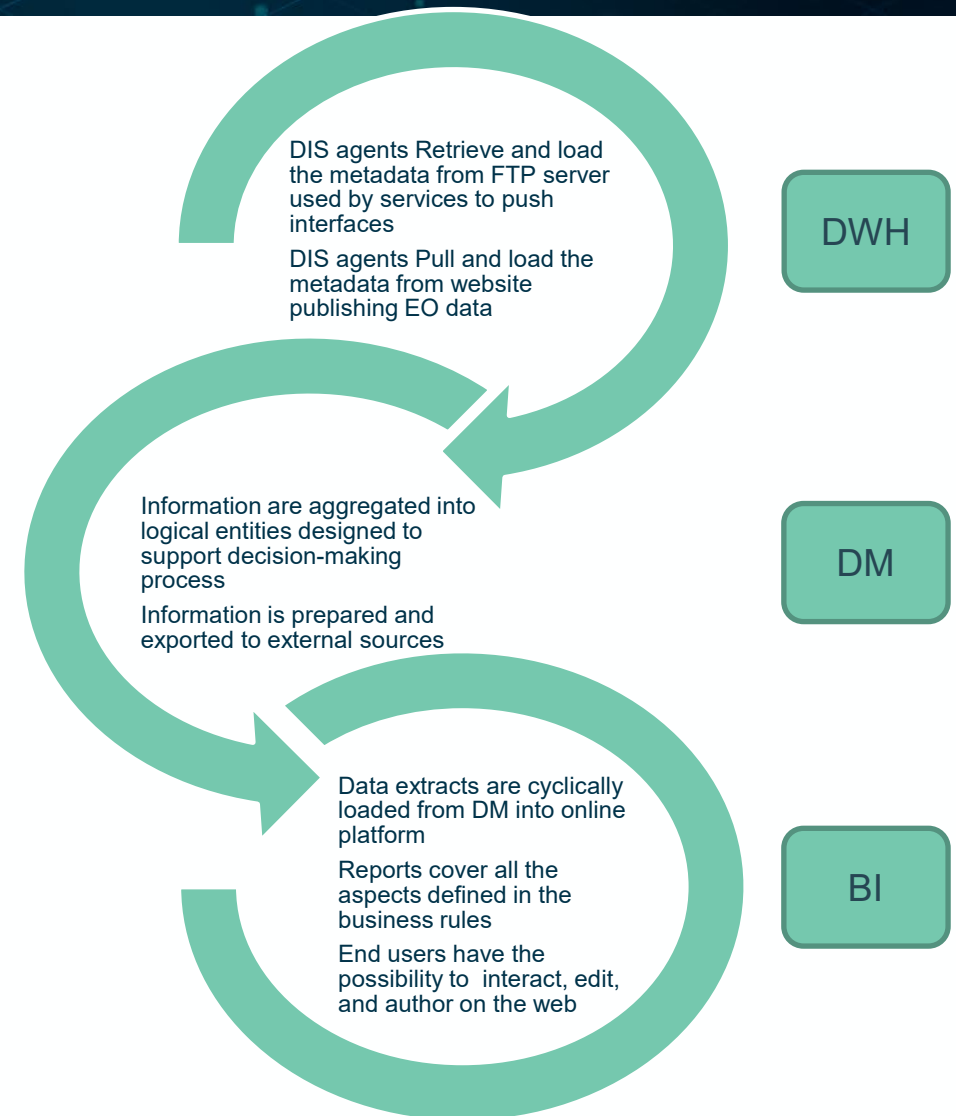 DIS agents Retrieve and load
the metadata from FTP server
used by services to push
interfaces
DIS agents Pull and load the
metadata from website
publishing EO data
DWH
Information are aggregated into
logical entities designed to
support decision-making
process
Information is prepared and
exported to external sources
DM
Data extracts are cyclically
loaded from DM into online
platform
Reports cover all the
aspects defined in the
business rules
End users have the
possibility to  interact, edit,
and author on the web
BI